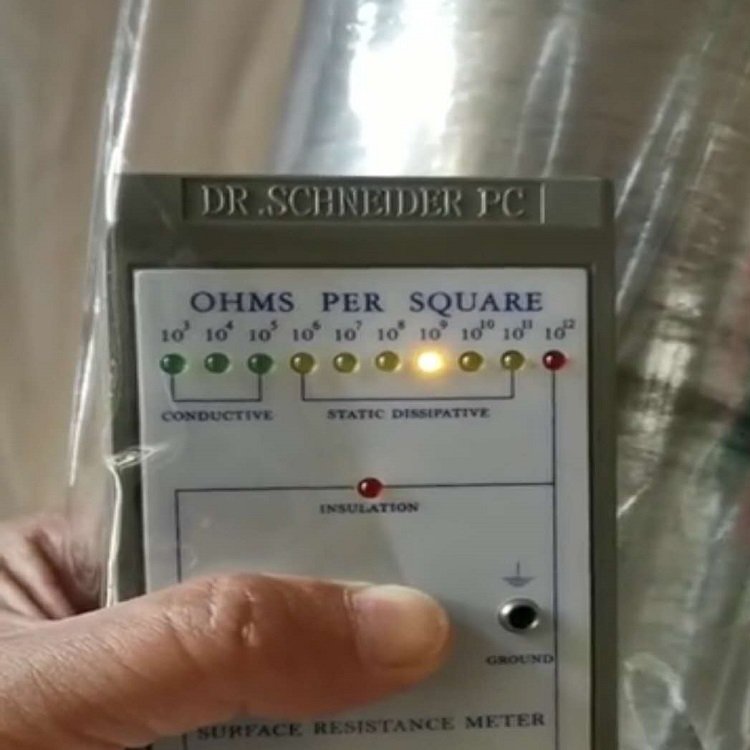 DR.SCHNEIDER PC
OHMS PER SQUARE
10³ 10⁴ 10⁵ 10⁶ 10⁷ 10⁸ 10⁹ 10¹⁰ 10¹¹ 10¹²
CONDUCTIVE STATIC DISSIPATIVE
INSULATION
GROUND
SURFACE RESISTANCE METER